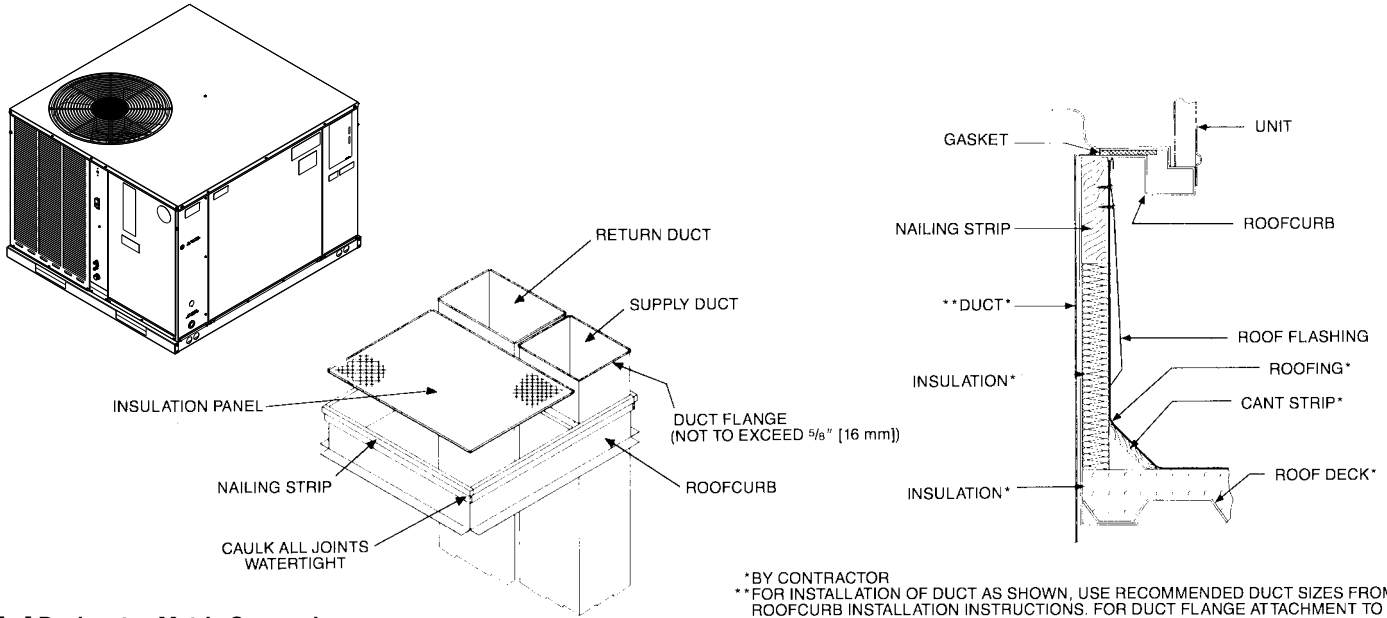 RETURN DUCT
SUPPLY DUCT
INSULATION PANEL
DUCT FLANGE
(NOT TO EXCEED 5/8" [16 mm])
NAILING STRIP
ROOFCURB
CAULK ALL JOINTS
WATERTIGHT
UNIT
GASKET
ROOFCURB
NAILING STRIP
**DUCT*
ROOF FLASHING
ROOFING*
INSULATION*
CANT STRIP*
ROOF DECK*
INSULATION*
*BY CONTRACTOR
**FOR INSTALLATION OF DUCT AS SHOWN, USE RECOMMENDED DUCT SIZES FROM
ROOFCURB INSTALLATION INSTRUCTIONS. FOR DUCT FLANGE ATTACHMENT TO